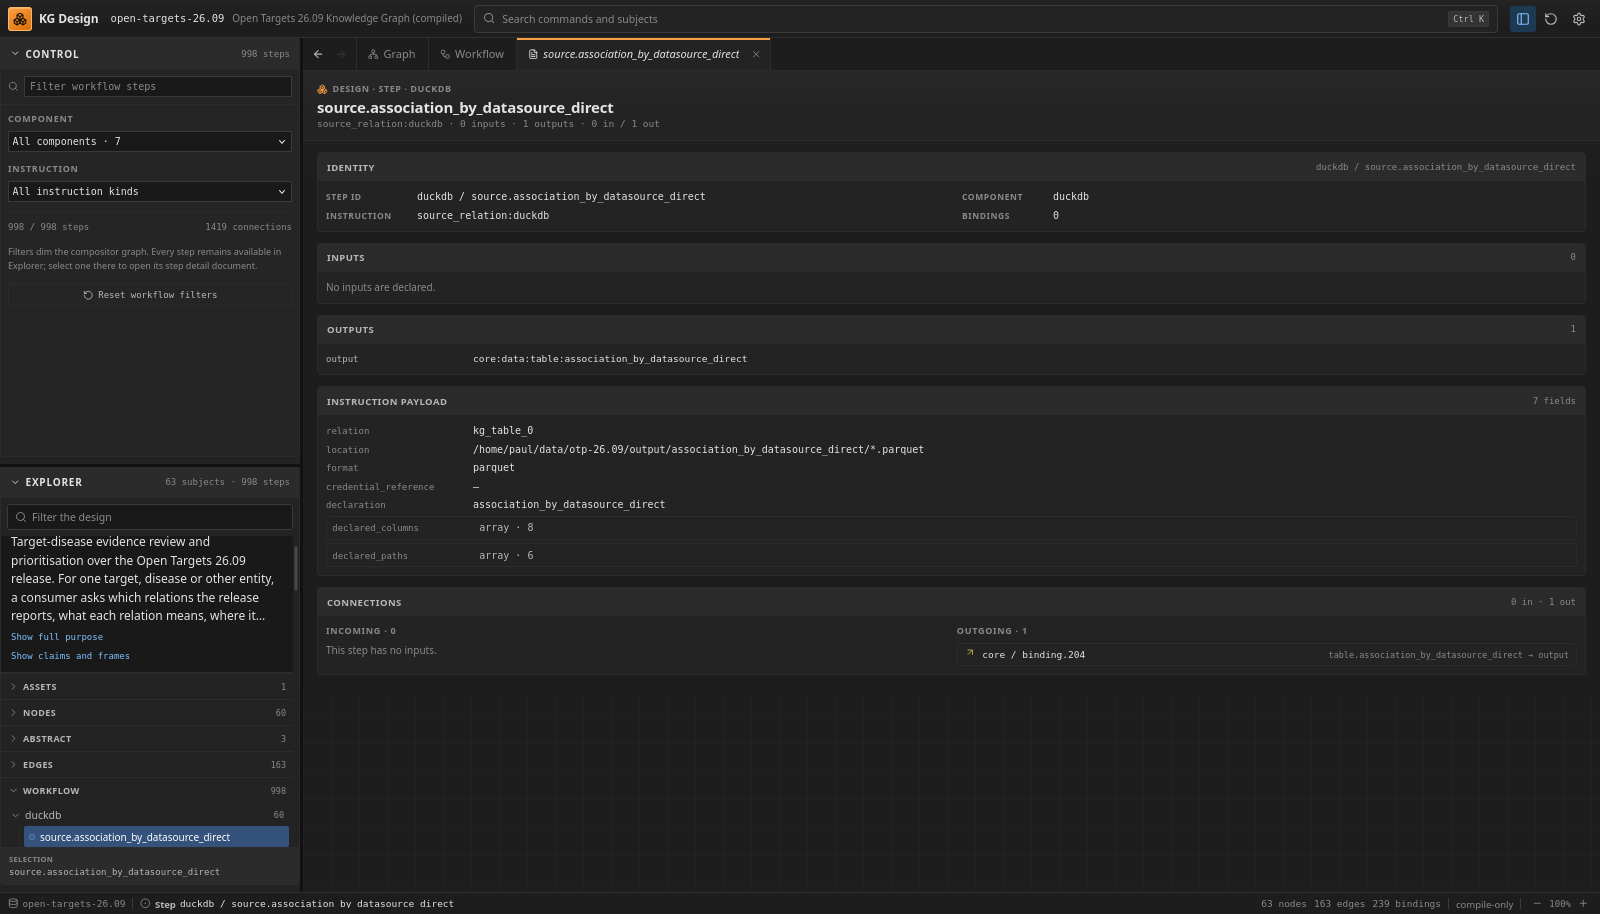 KG Design open-targets-26.09 Open Targets 26.09 Knowledge Graph (compiled) Search commands and subjects Ctrl K
CONTROL 998 steps
Filter workflow steps
COMPONENT
All components · 7
INSTRUCTION
All instruction kinds
998 / 998 steps 1419 connections
Filters dim the compositor graph. Every step remains available in
Explorer; select one there to open its step detail document.
Reset workflow filters
EXPLORER 63 subjects · 998 steps
Filter the design
Target-disease evidence review and
prioritisation over the Open Targets 26.09
release. For one target, disease or other entity,
a consumer asks which relations the release
reports, what each relation means, where it...
Show full purpose
Show claims and frames
ASSETS 1
NODES 60
ABSTRACT 3
EDGES 163
WORKFLOW 998
duckdb 60
source.association_by_datasource_direct
SELECTION
source.association_by_datasource_direct
Graph Workflow source.association_by_datasource_direct ×
DESIGN · STEP · DUCKDB
source.association_by_datasource_direct
source_relation:duckdb · 0 inputs · 1 outputs · 0 in / 1 out
IDENTITY duckdb / source.association_by_datasource_direct
STEP ID duckdb / source.association_by_datasource_direct COMPONENT duckdb
INSTRUCTION source_relation:duckdb BINDINGS 0
INPUTS 0
No inputs are declared.
OUTPUTS 1
output core:data:table:association_by_datasource_direct
INSTRUCTION PAYLOAD 7 fields
relation kg_table_0
location /home/paul/data/otp-26.09/output/association_by_datasource_direct/*.parquet
format parquet
credential_reference —
declaration association_by_datasource_direct
declared_columns array · 8
declared_paths array · 6
CONNECTIONS 0 in · 1 out
INCOMING · 0 OUTGOING · 1
This step has no inputs. core / binding.204 table.association_by_datasource_direct → output
open-targets-26.09 Step duckdb / source.association_by_datasource_direct 63 nodes 163 edges 239 bindings compile-only − 100% +